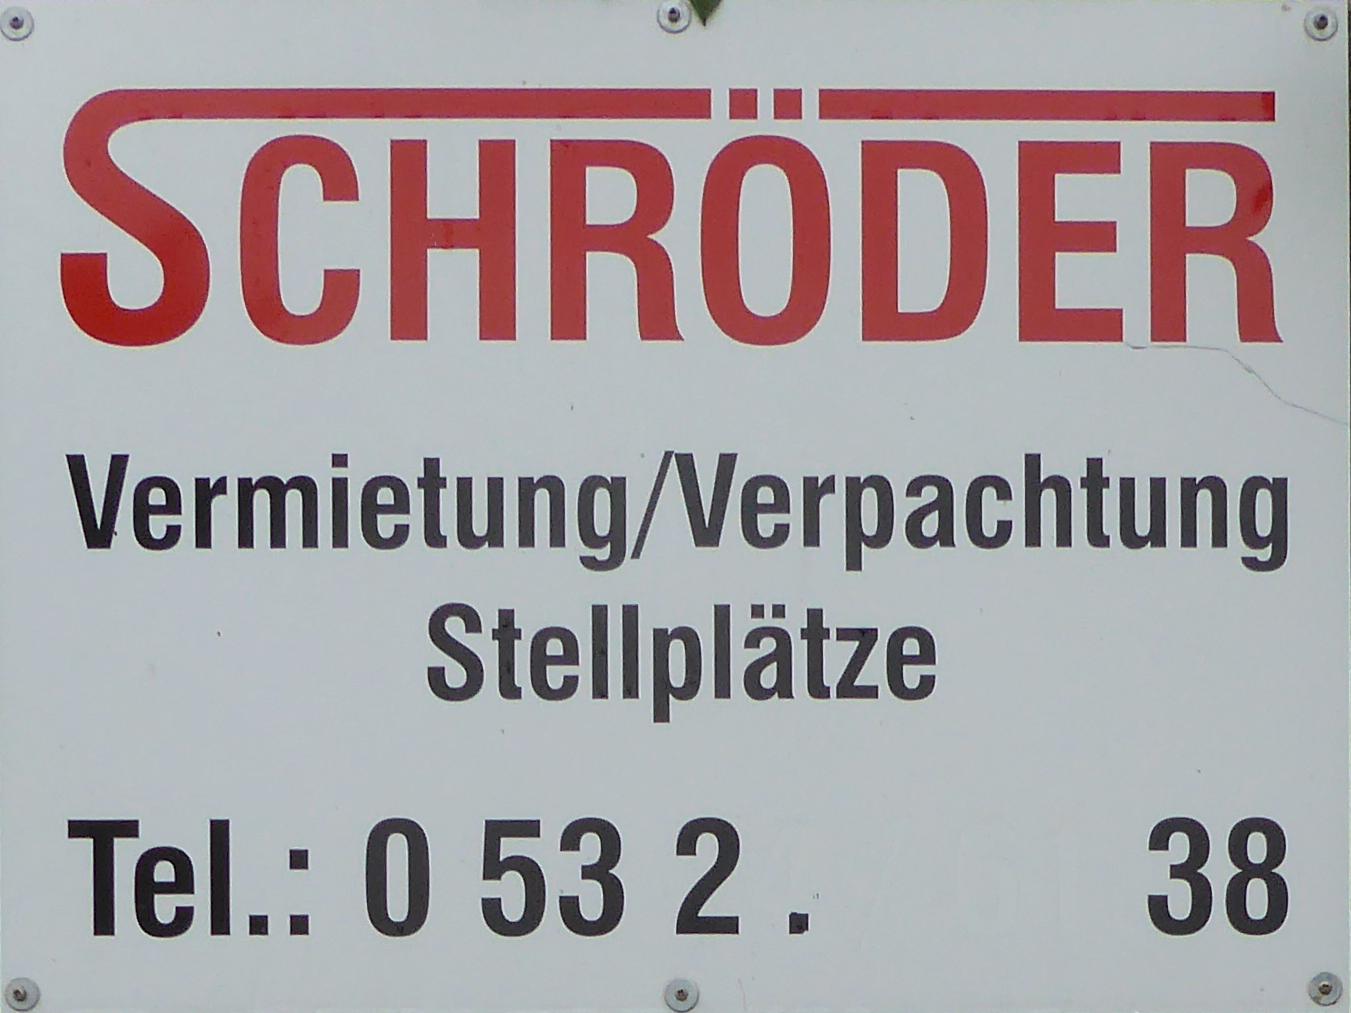 SCHRÖDER
Vermietung/Verpachtung
Stellplätze
Tel.: 0 53 2 . 38